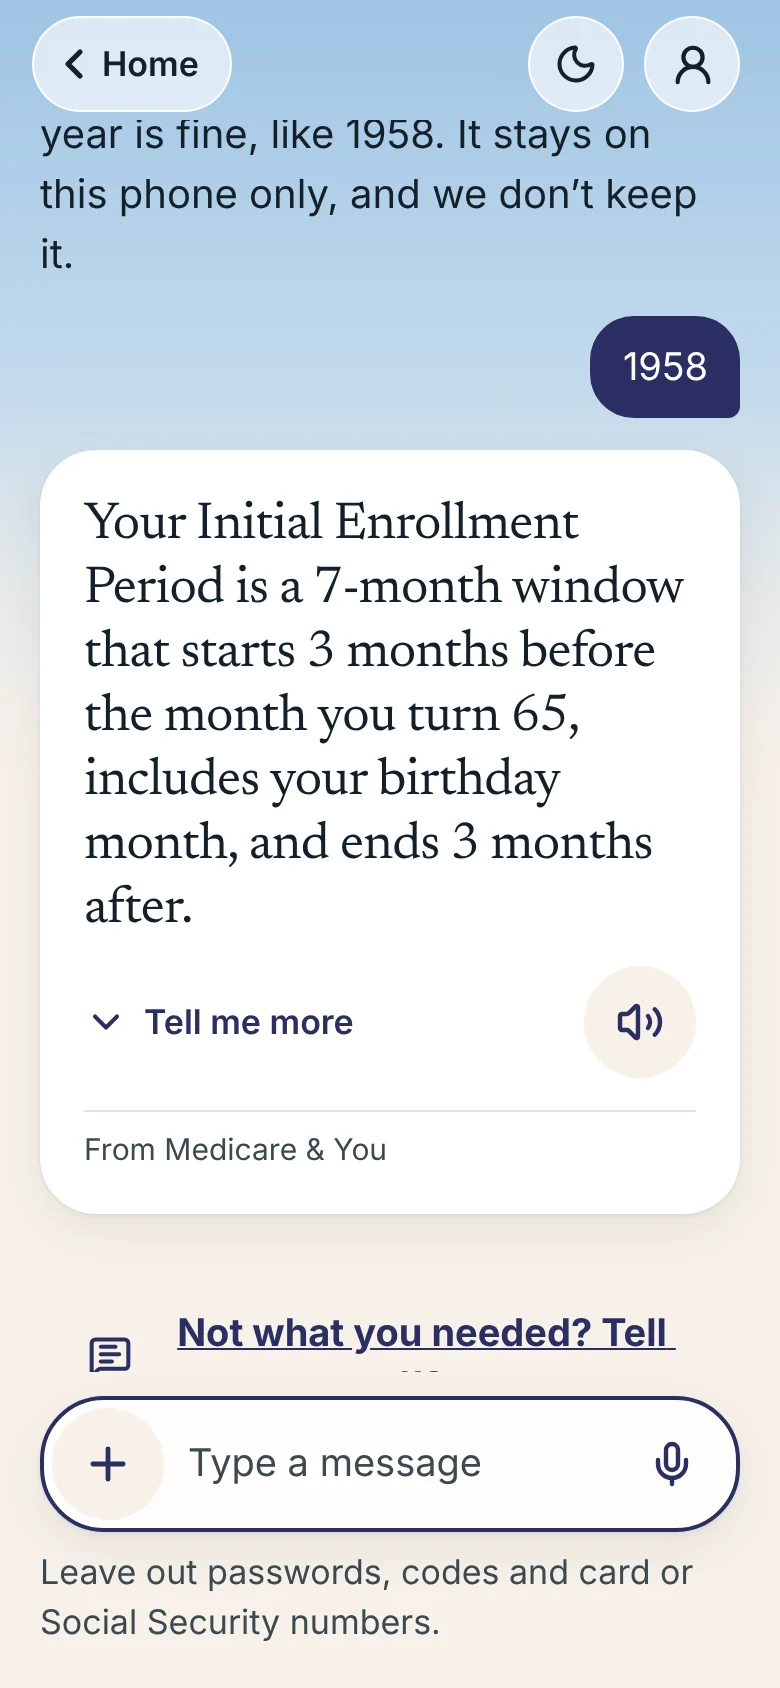 Home
year is fine, like 1958. It stays on
this phone only, and we don’t keep
it.
1958
Your Initial Enrollment
Period is a 7-month window
that starts 3 months before
the month you turn 65,
includes your birthday
month, and ends 3 months
after.
Tell me more
From Medicare & You
Not what you needed? Tell
Type a message
Leave out passwords, codes and card or
Social Security numbers.